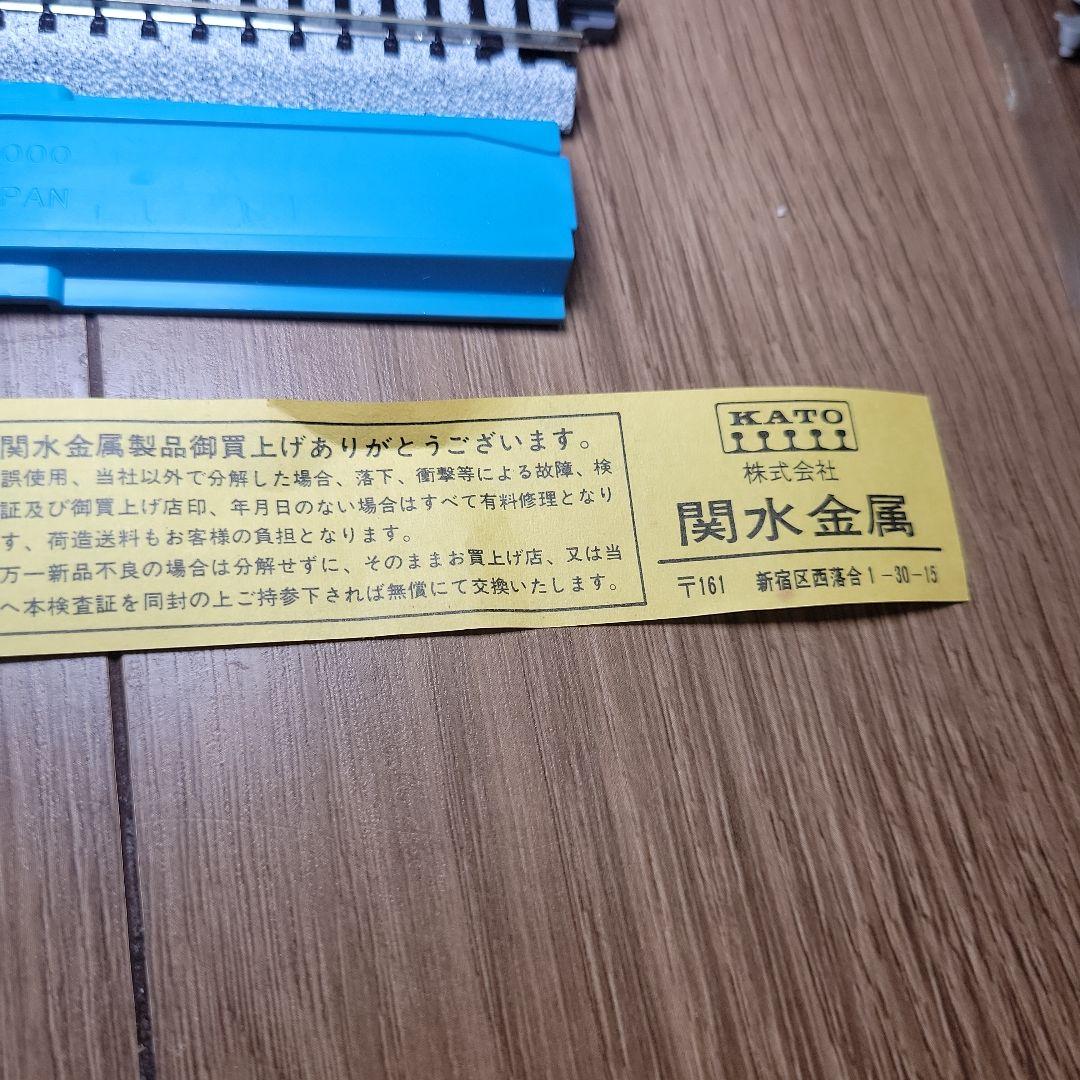 000
PAN
関水金属製品御買上げありがとうございます。
誤使用、当社以外で分解した場合、落下、衝撃等による故障、検
証及び御買上げ店印、年月日のない場合はすべて有料修理となり
す、荷造送料もお客様の負担となります。
万一新品不良の場合は分解せずに、そのままお買上げ店、又は当
へ本検査証を同封の上ご持参下されば無償にて交換いたします。
KATO
株式会社
関水金属
〒161 新宿区西落合1-30-15